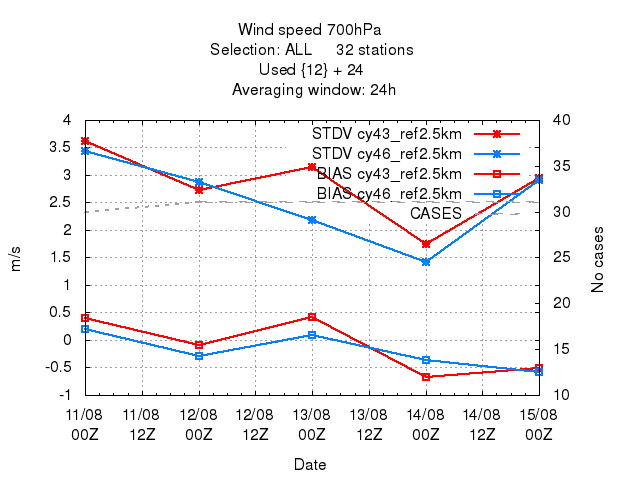 Wind speed 700hPa
Selection: ALL 32 stations
Used {12} + 24
Averaging window: 24h
4
3.5
3
2.5
2
1.5
1
0.5
0
-0.5
-1
m/s
STDV cy43_ref2.5km
STDV cy46_ref2.5km
BIAS cy43_ref2.5km
BIAS cy46_ref2.5km
CASES
40
35
30
25
20
15
10
No cases
11/08 11/08 12/08 12/08 13/08 13/08 14/08 14/08 15/08
00Z 12Z 00Z 12Z 00Z 12Z 00Z 12Z 00Z
Date